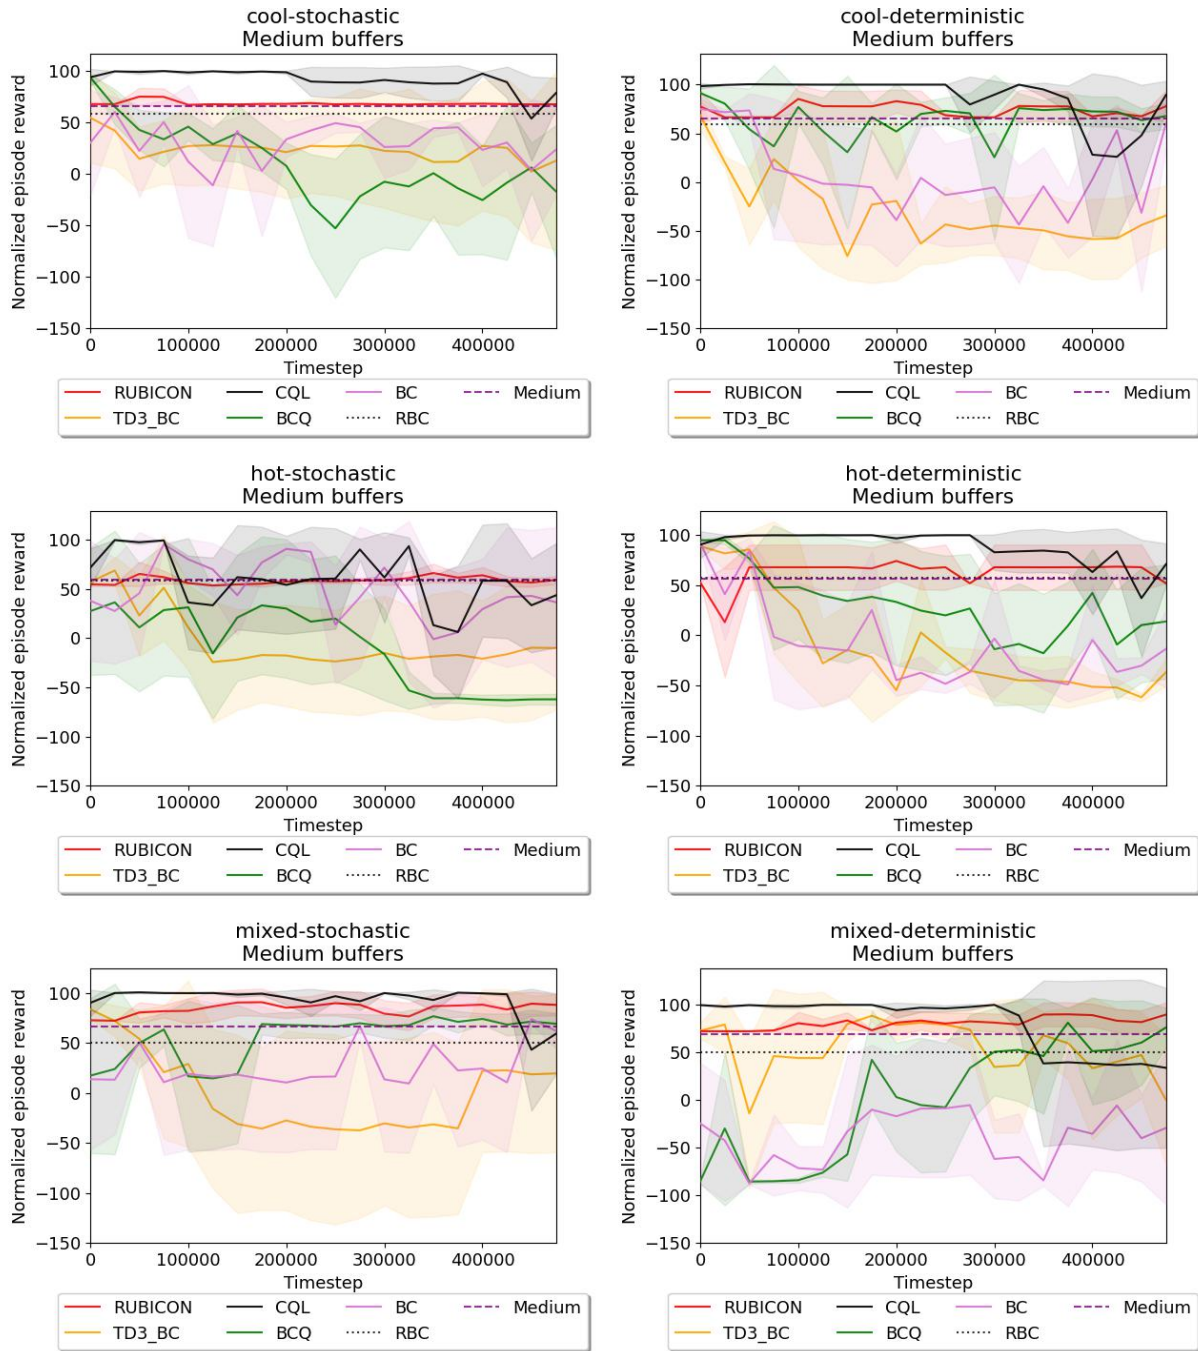 cool-stochastic
Medium buffers
Normalized episode reward
100
50
0
−50
−100
−150
0 100000 200000 300000 400000
Timestep
RUBICON CQL BC Medium
TD3_BC BCQ RBC
cool-deterministic
Medium buffers
Normalized episode reward
100
50
0
−50
−100
−150
0 100000 200000 300000 400000
Timestep
RUBICON CQL BC Medium
TD3_BC BCQ RBC
hot-stochastic
Medium buffers
Normalized episode reward
100
50
0
−50
−100
−150
0 100000 200000 300000 400000
Timestep
RUBICON CQL BC Medium
TD3_BC BCQ RBC
hot-deterministic
Medium buffers
Normalized episode reward
100
50
0
−50
−100
−150
0 100000 200000 300000 400000
Timestep
RUBICON CQL BC Medium
TD3_BC BCQ RBC
mixed-stochastic
Medium buffers
Normalized episode reward
100
50
0
−50
−100
−150
0 100000 200000 300000 400000
Timestep
RUBICON CQL BC Medium
TD3_BC BCQ RBC
mixed-deterministic
Medium buffers
Normalized episode reward
100
50
0
−50
−100
−150
0 100000 200000 300000 400000
Timestep
RUBICON CQL BC Medium
TD3_BC BCQ RBC